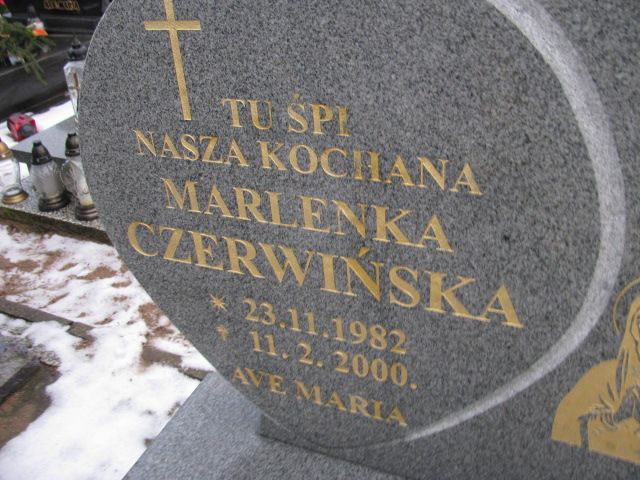 TU ŚPI
NASZA KOCHANA
MARLENKA
CZERWIŃSKA
* 23.11.1982
† 11. 2. 2000.
AVE MARIA